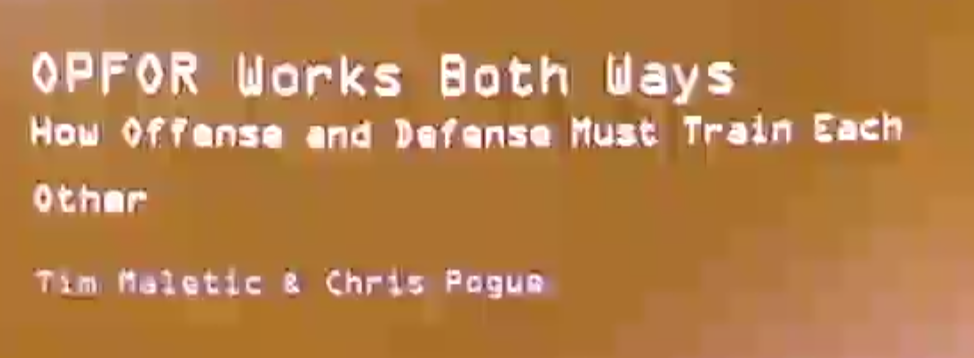 OPFOR Works Both Ways
How Offense and Defense Must Train Each
Other
Tim Maletic & Chris Pogue